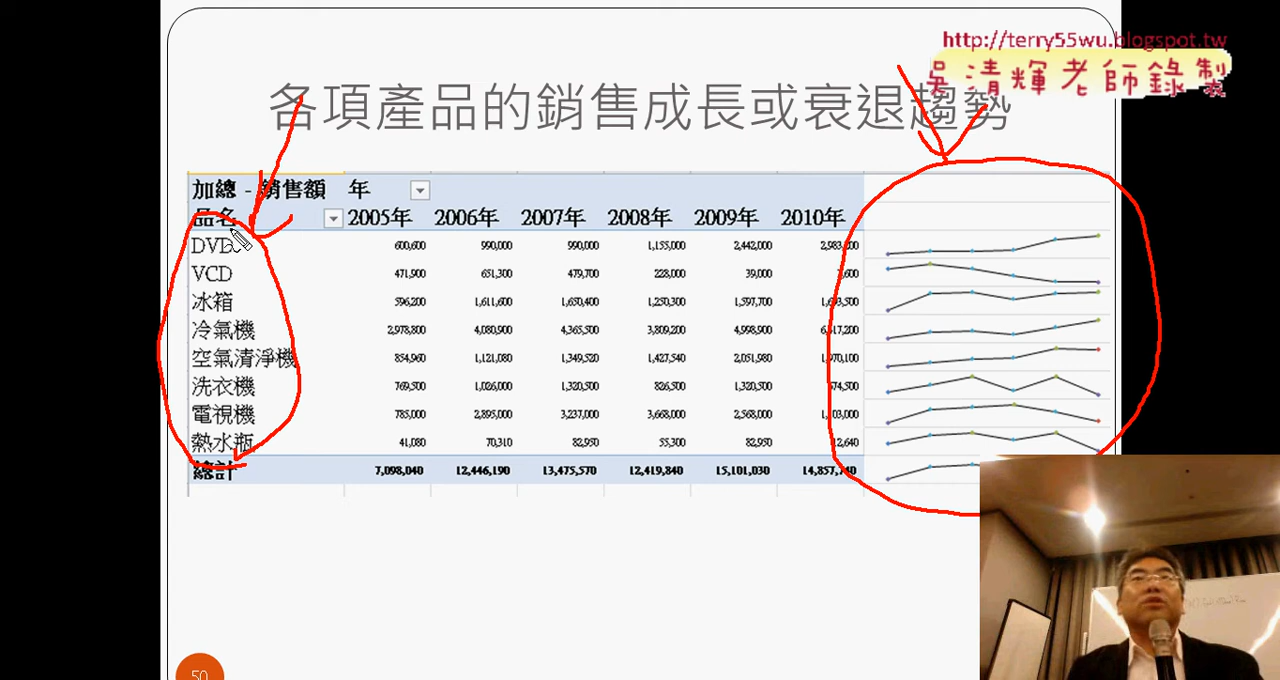 http://terry55wu.blogspot.tw
吳清輝老師錄製
各項產品的銷售成長或衰退趨勢
加總 - 銷售額 年
品名 2005年 2006年 2007年 2008年 2009年 2010年
DVD 600,600 990,000 990,000 1,155,000 2,442,000
VCD 471,900 651,300 479,700 228,000 39,000
冰箱 596,200 1,611,600 1,650,400 1,250,300 1,597,700
冷氣機 2,978,800 4,080,900 4,365,500 3,809,200 4,998,900
空氣清淨機 854,960 1,121,080 1,349,520 1,427,540 2,051,980
洗衣機 769,500 1,026,000 1,320,500 826,500 1,320,500
電視機 785,000 2,895,000 3,237,000 3,668,000 2,568,000
熱水瓶 41,080 70,310 82,950 55,300 82,950
總計 7,098,040 12,446,190 13,475,570 12,419,840 15,101,030 14,857,740
50